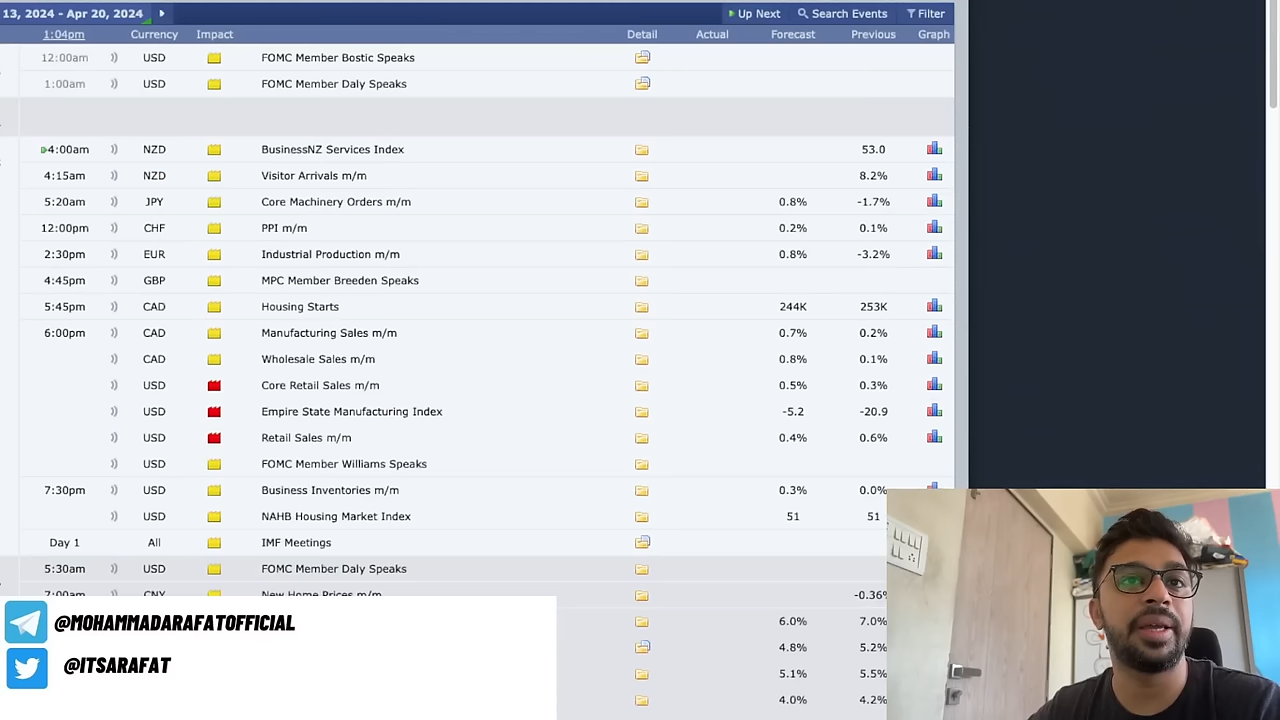 13, 2024 - Apr 20, 2024 Up Next Search Events Filter
1:04pm Currency Impact Detail Actual Forecast Previous Graph
12:00am USD FOMC Member Bostic Speaks
1:00am USD FOMC Member Daly Speaks
4:00am NZD BusinessNZ Services Index 53.0
4:15am NZD Visitor Arrivals m/m 8.2%
5:20am JPY Core Machinery Orders m/m 0.8% -1.7%
12:00pm CHF PPI m/m 0.2% 0.1%
2:30pm EUR Industrial Production m/m 0.8% -3.2%
4:45pm GBP MPC Member Breeden Speaks
5:45pm CAD Housing Starts 244K 253K
6:00pm CAD Manufacturing Sales m/m 0.7% 0.2%
CAD Wholesale Sales m/m 0.8% 0.1%
USD Core Retail Sales m/m 0.5% 0.3%
USD Empire State Manufacturing Index -5.2 -20.9
USD Retail Sales m/m 0.4% 0.6%
USD FOMC Member Williams Speaks
7:30pm USD Business Inventories m/m 0.3% 0.0%
USD NAHB Housing Market Index 51 51
Day 1 All IMF Meetings
5:30am USD FOMC Member Daly Speaks
7:00am CNY New Home Prices m/m -0.36%
6.0% 7.0%
4.8% 5.2%
5.1% 5.5%
4.0% 4.2%
@MOHAMMADARAFATOFFICIAL
@ITSARAFAT